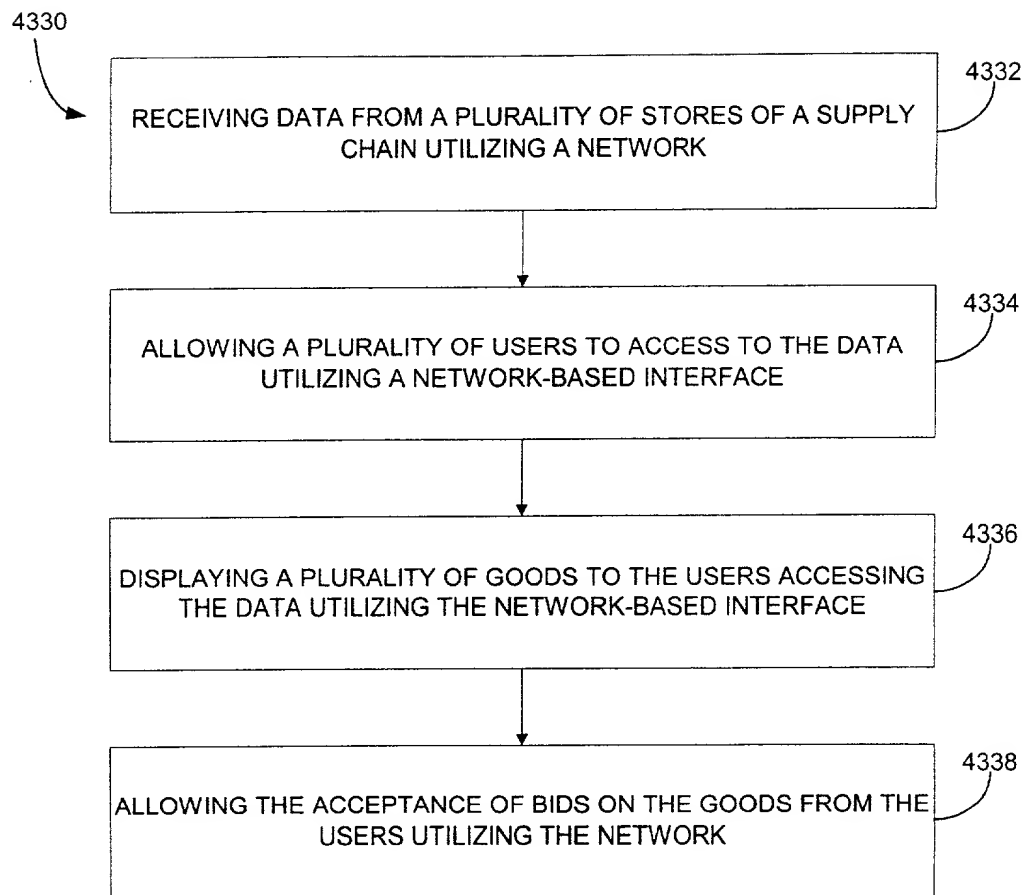 4330
4332
RECEIVING DATA FROM A PLURALITY OF STORES OF A SUPPLY
CHAIN UTILIZING A NETWORK
4334
ALLOWING A PLURALITY OF USERS TO ACCESS TO THE DATA
UTILIZING A NETWORK-BASED INTERFACE
4336
DISPLAYING A PLURALITY OF GOODS TO THE USERS ACCESSING
THE DATA UTILIZING THE NETWORK-BASED INTERFACE
4338
ALLOWING THE ACCEPTANCE OF BIDS ON THE GOODS FROM THE
USERS UTILIZING THE NETWORK